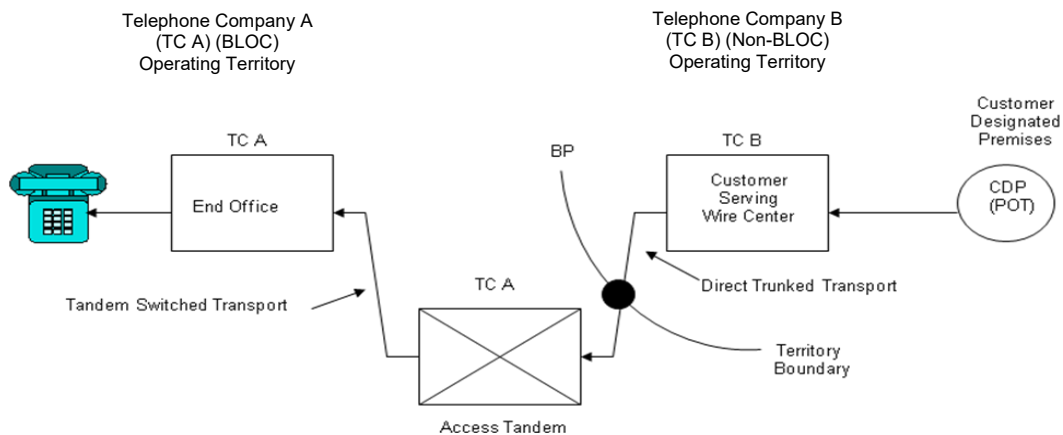 Telephone Company A
(TC A) (BLOC)
Operating Territory
Telephone Company B
(TC B) (Non-BLOC)
Operating Territory
Customer
Designated
Premises
TC A
BP
TC B
End Office
Customer
Serving
Wire Center
CDP
(POT)
Tandem Switched Transport
TC A
Direct Trunked Transport
Territory
Boundary
Access Tandem